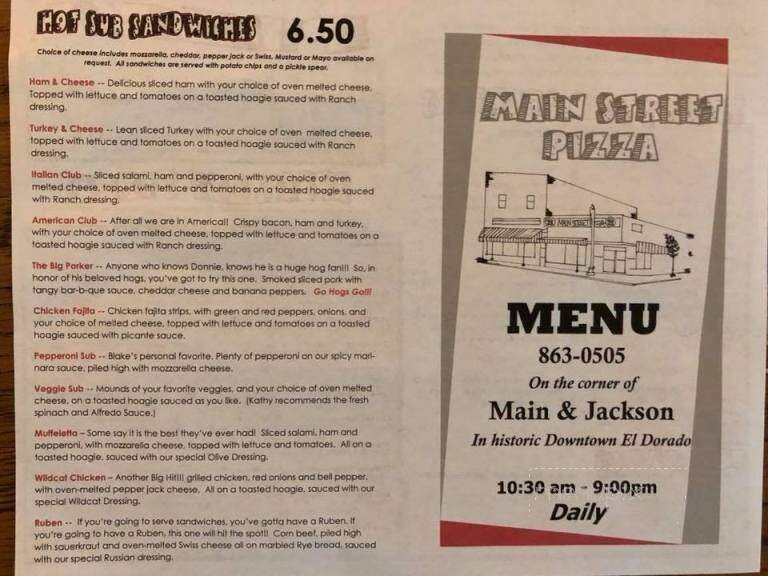 HOT SUB SANDWICHES 6.50
Choice of cheese includes mozzarella, cheddar, pepper jack or Swiss. Mustard or Mayo available on
request. All sandwiches are served with potato chips and a pickle spear.
Ham & Cheese -- Delicious sliced ham with your choice of oven melted cheese.
Topped with lettuce and tomatoes on a toasted hoagie sauced with Ranch
dressing.
Turkey & Cheese -- Lean sliced Turkey with your choice of oven melted cheese,
topped with lettuce and tomatoes on a toasted hoagie sauced with Ranch
dressing.
Italian Club -- Sliced salami, ham and pepperoni, with your choice of oven
melted cheese, topped with lettuce and tomatoes on a toasted hoagie sauced
with Ranch dressing.
American Club -- After all we are in America!! Crispy bacon, ham and turkey,
with your choice of oven melted cheese, topped with lettuce and tomatoes on a
toasted hoagie sauced with Ranch dressing.
The Big Porker -- Anyone who knows Donnie, knows he is a huge hog fan!!! So, in
honor of his beloved hogs, you've got to try this one. Smoked sliced pork with
tangy bar-b-que sauce, cheddar cheese and banana peppers. Go Hogs Go!!!
Chicken Fajita -- Chicken fajita strips, with green and red peppers, onions, and
your choice of melted cheese, topped with lettuce and tomatoes on a toasted
hoagie sauced with picante sauce.
Pepperoni Sub -- Blake's personal favorite. Plenty of pepperoni on our spicy mari-
nara sauce, piled high with mozzarella cheese.
Veggie Sub -- Mounds of your favorite veggies, and your choice of oven melted
cheese, on a toasted hoagie sauced as you like. (Kathy recommends the fresh
spinach and Alfredo Sauce.)
Muffeletta -- Some say it is the best they've ever had! Sliced salami, ham and
pepperoni, with mozzarella cheese, topped with lettuce and tomatoes. All on a
toasted hoagie, sauced with our special Olive Dressing.
Wildcat Chicken – Another Big Hit!!! grilled chicken, red onions and bell pepper,
with oven-melted pepper jack cheese. All on a toasted hoagie, sauced with our
special Wildcat Dressing.
Ruben -- If you're going to serve sandwiches, you've gotta have a Ruben. If
you're going to have a Ruben, this one will hit the spot!! Corn beef, piled high
with sauerkraut and oven-melted Swiss cheese all on marbled Rye bread, sauced
with our special Russian dressing.
MAIN STREET
PIZZA
MAIN STREET
MENU
863-0505
On the corner of
Main & Jackson
In historic Downtown El Dorado
10:30 am - 9:00pm
Daily